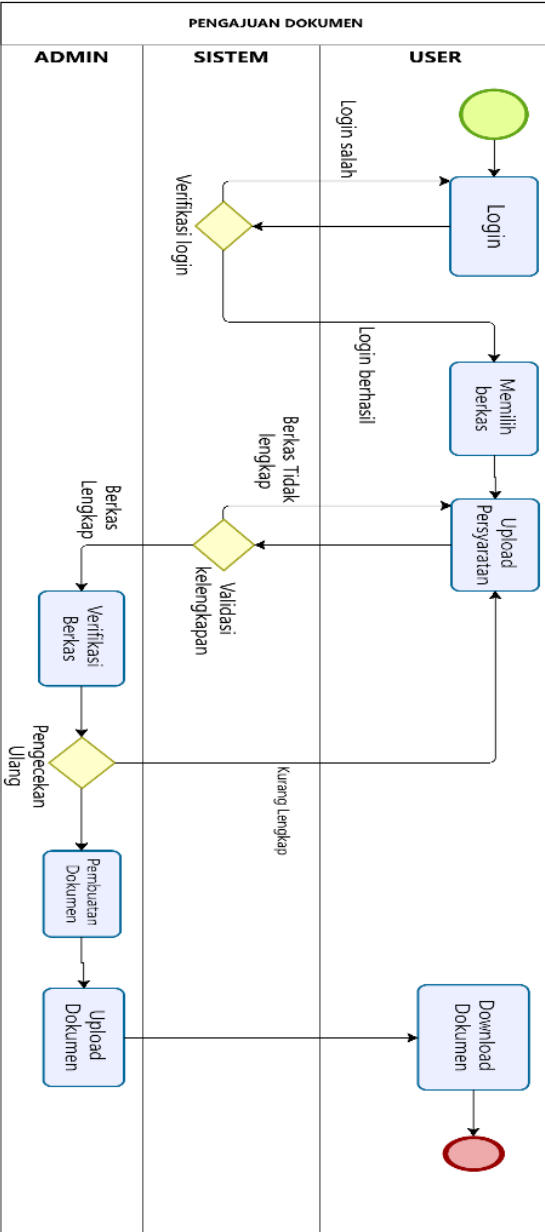 PENGAJUAN DOKUMEN
ADMIN
SISTEM
USER
Login salah
Login
Verifikasi login
Login berhasil
Memilih
berkas
Berkas Tidak
lengkap
Upload
Persyaratan
Berkas
Lengkap
Validasi
kelengkapan
Verifikasi
Berkas
Pengecekan
Ulang
Kurang Lengkap
Pembuatan
Dokumen
Upload
Dokumen
Download
Dokumen